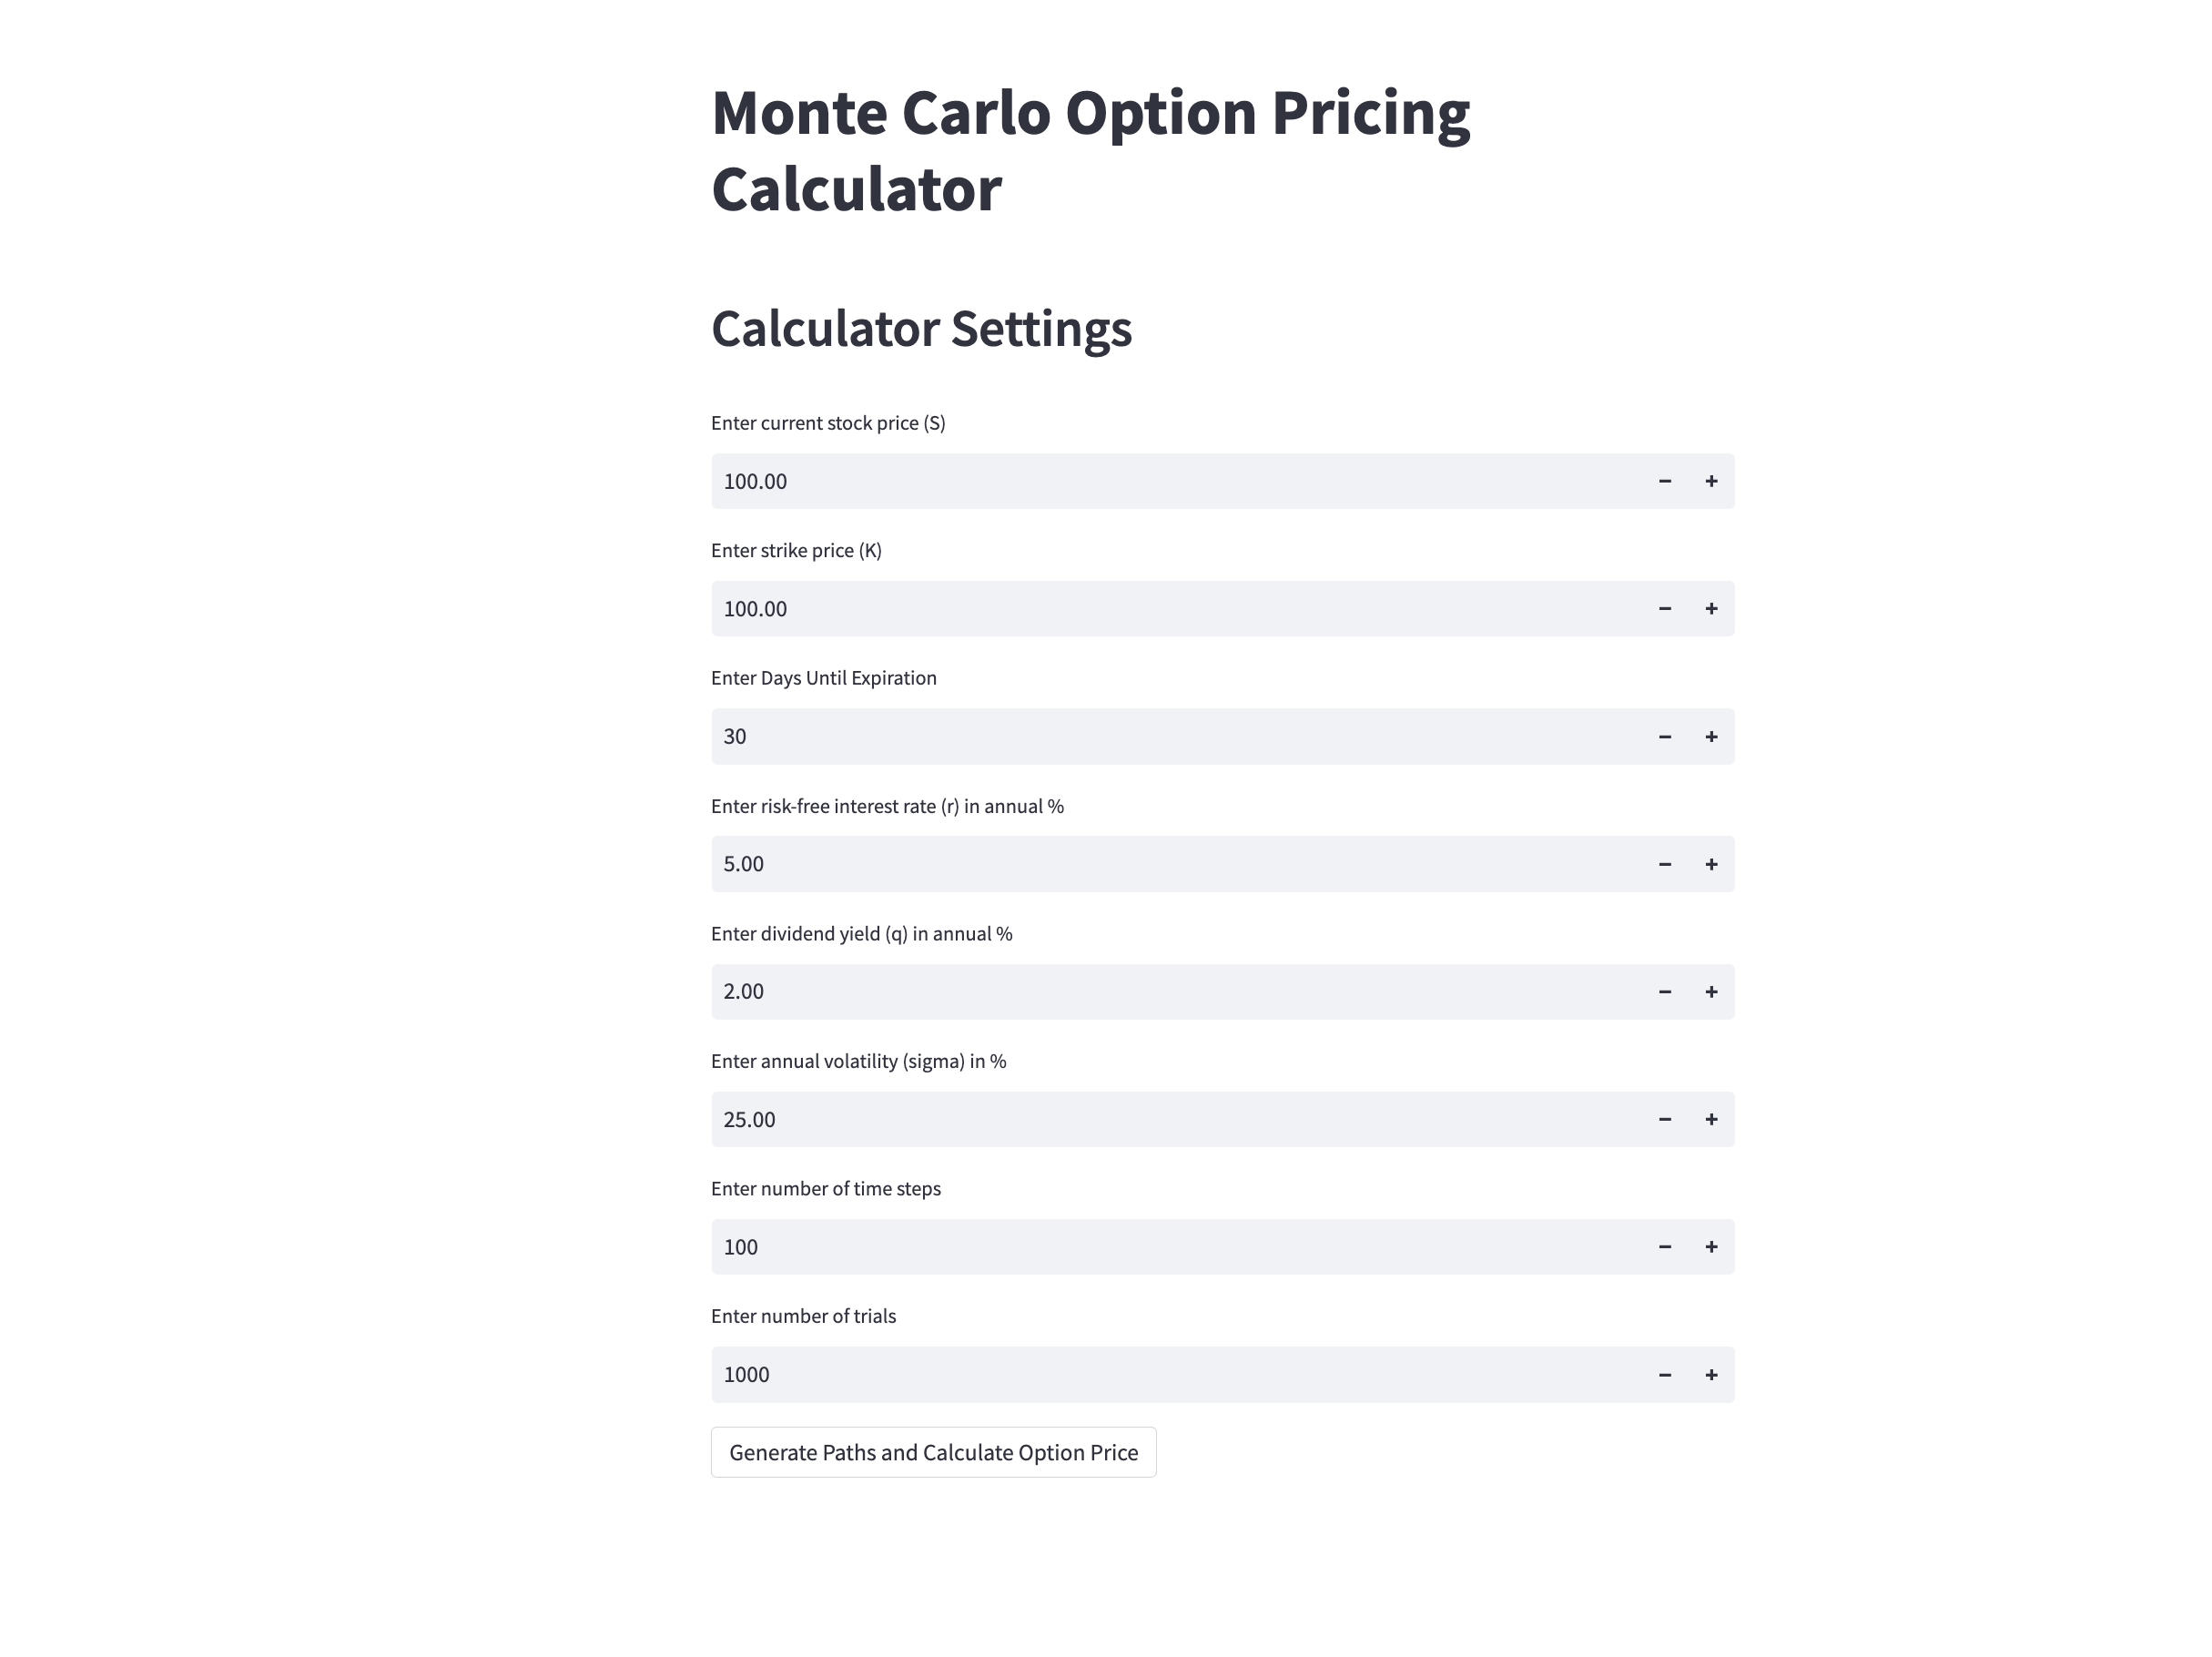 Monte Carlo Option Pricing
Calculator
Calculator Settings
Enter current stock price (S)
100.00 − +
Enter strike price (K)
100.00 − +
Enter Days Until Expiration
30 − +
Enter risk-free interest rate (r) in annual %
5.00 − +
Enter dividend yield (q) in annual %
2.00 − +
Enter annual volatility (sigma) in %
25.00 − +
Enter number of time steps
100 − +
Enter number of trials
1000 − +
Generate Paths and Calculate Option Price